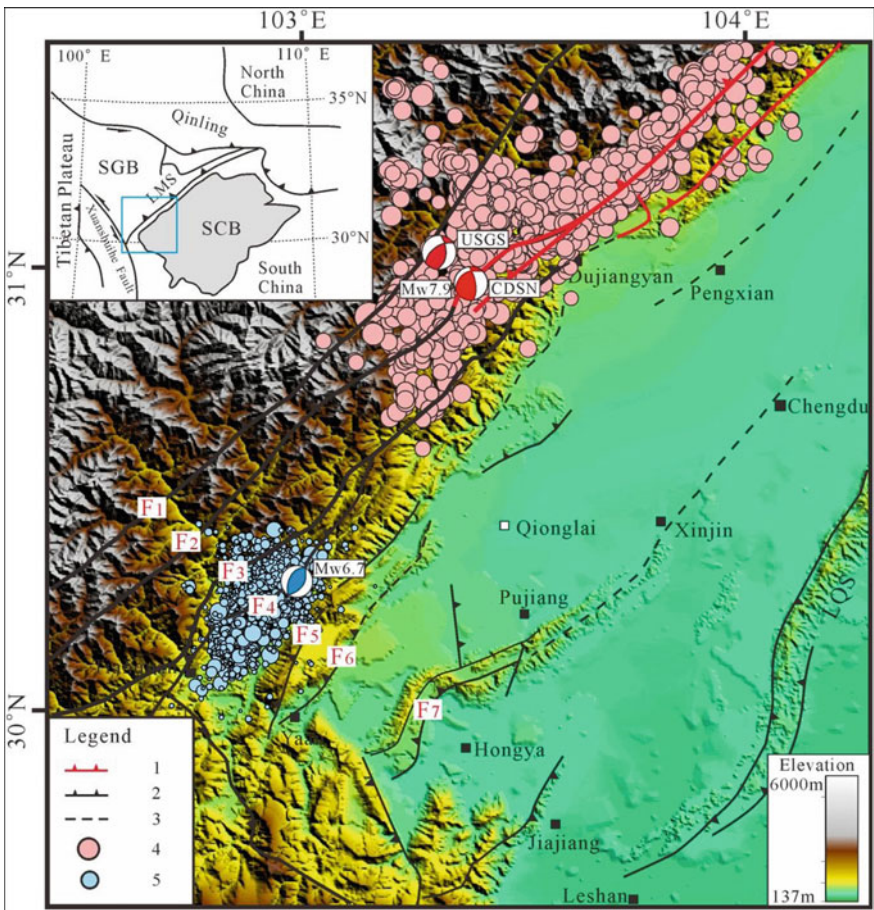 103°E
104°E
100°E
110°E
North
China
35°N
Qinling
SGB
LMS
Tibetan Plateau
Xuanshuihe Fault
SCB
30°N
South
China
31°N
30°N
USGS
Mw7.9
CDSN
Dujiangyan
Pengxian
Chengdu
F1
F2
Qionglai
Xinjin
F3
Mw6.7
F4
Pujiang
F5
F6
LQS
F7
Hongya
Jiajiang
Leshan
Legend
1
2
3
4
5
Elevation
6000m
137m